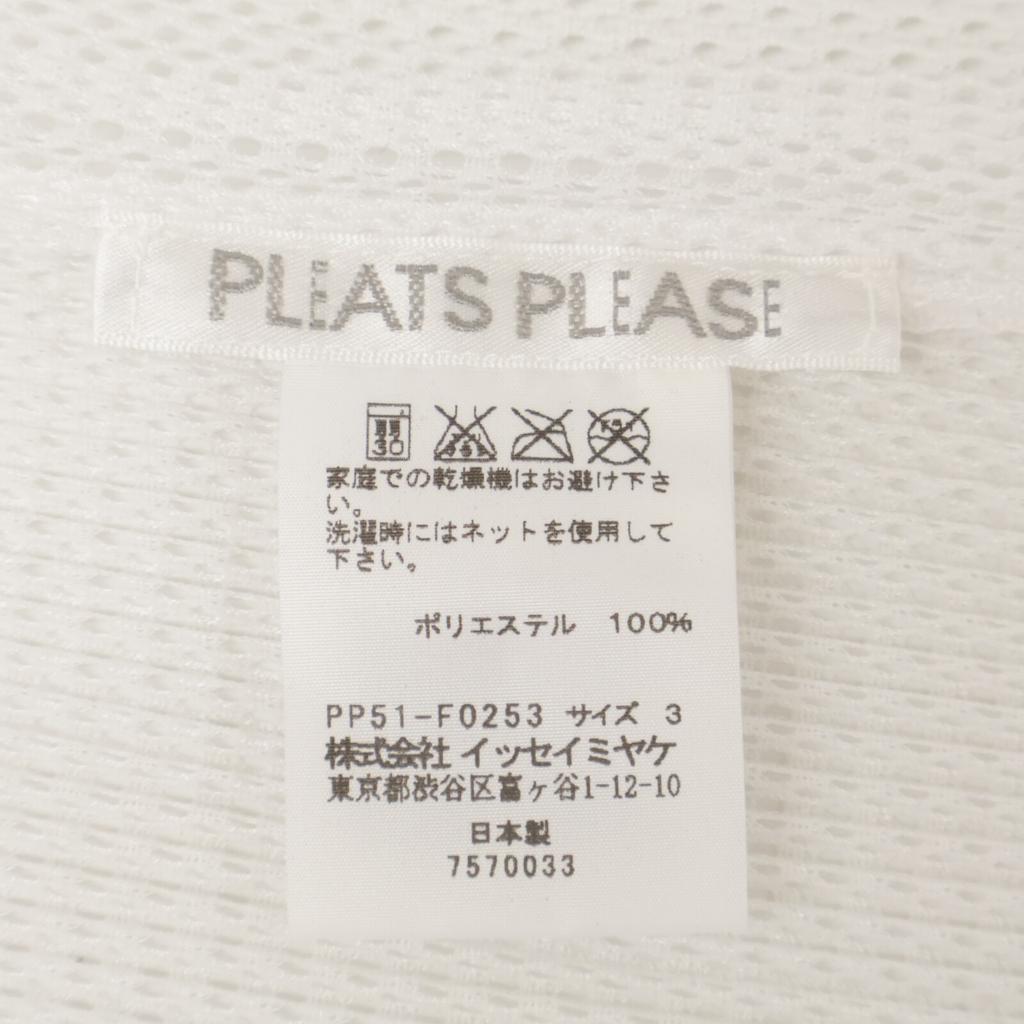 PLEATS PLEASE
弱
30
家庭での乾燥機はお避け下さ
い。
洗濯時にはネットを使用して
下さい。
ポリエステル 100%
PP51-F0253 サイズ 3
株式会社 イッセイミヤケ
東京都渋谷区富ヶ谷1-12-10
日本製
7570033